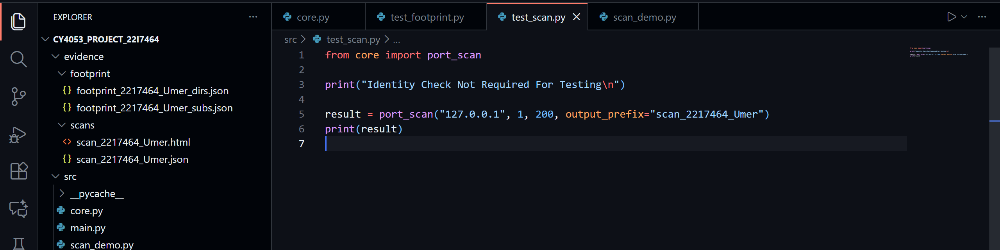 EXPLORER
CY4053_PROJECT_22I7464
evidence
footprint
footprint_2217464_Umer_dirs.json
footprint_2217464_Umer_subs.json
scans
scan_2217464_Umer.html
scan_2217464_Umer.json
src
__pycache__
core.py
main.py
scan_demo.py
core.py test_footprint.py test_scan.py scan_demo.py
src > test_scan.py > ...
1 from core import port_scan
2
3 print("Identity Check Not Required For Testing\n")
4
5 result = port_scan("127.0.0.1", 1, 200, output_prefix="scan_2217464_Umer")
6 print(result)
7